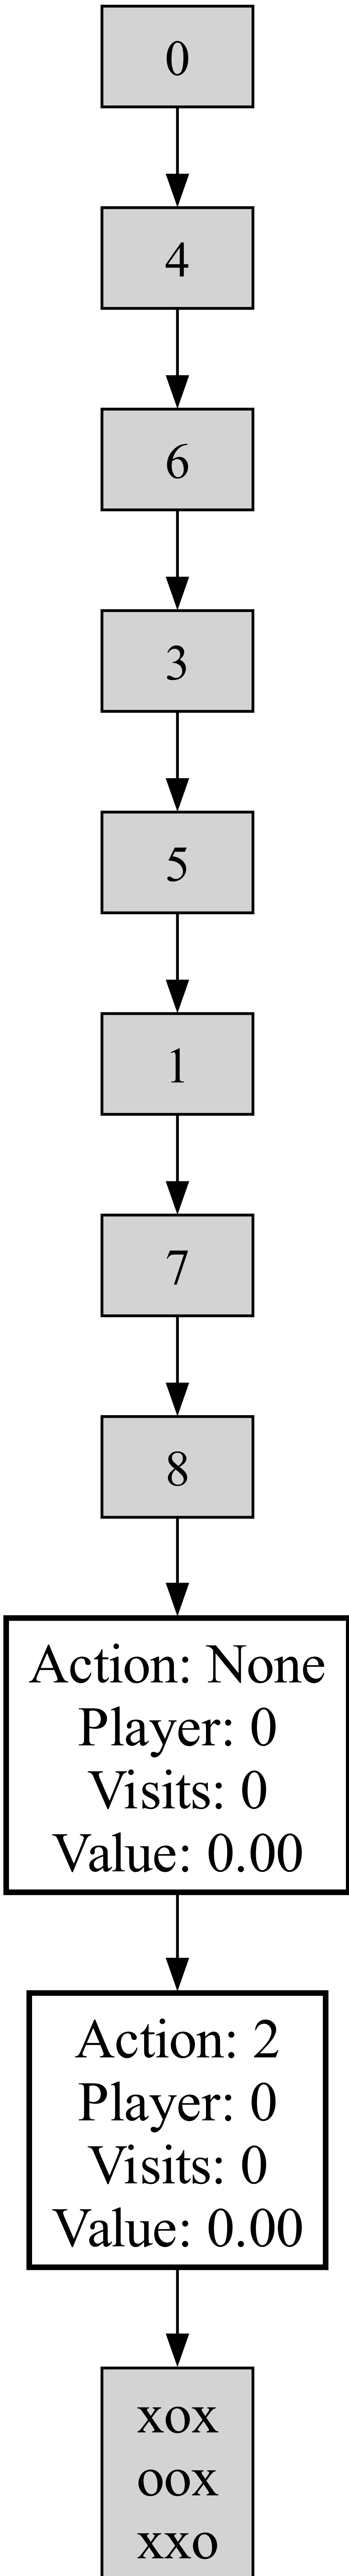 0
4
6
3
5
1
7
8
Action: None
Player: 0
Visits: 0
Value: 0.00
Action: 2
Player: 0
Visits: 0
Value: 0.00
xox
oox
xxo